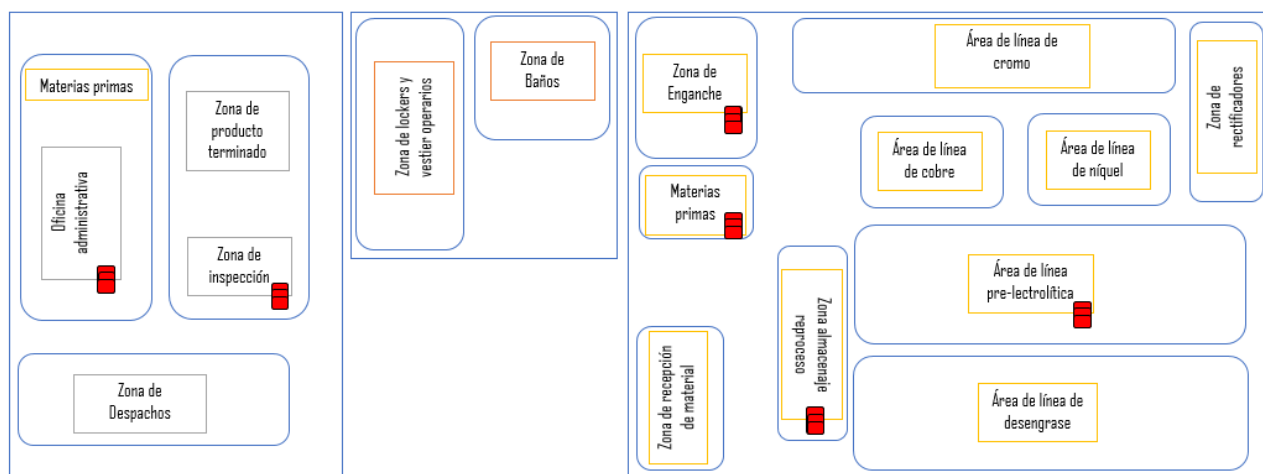 Materias primas
Oficina
administrativa
Zona de
producto
terminado
Zona de
inspección
Zona de
Despachos
Zona de lockers y
vestier operarios
Zona de
Baños
Zona de
Enganche
Materias
primas
Zona de recepción
de material
Zona almacenaje
reproceso
Área de línea de
cromo
Área de línea
de cobre
Área de línea
de níquel
Zona de
rectificadores
Área de línea
pre-lectrolítica
Área de línea de
desengrase